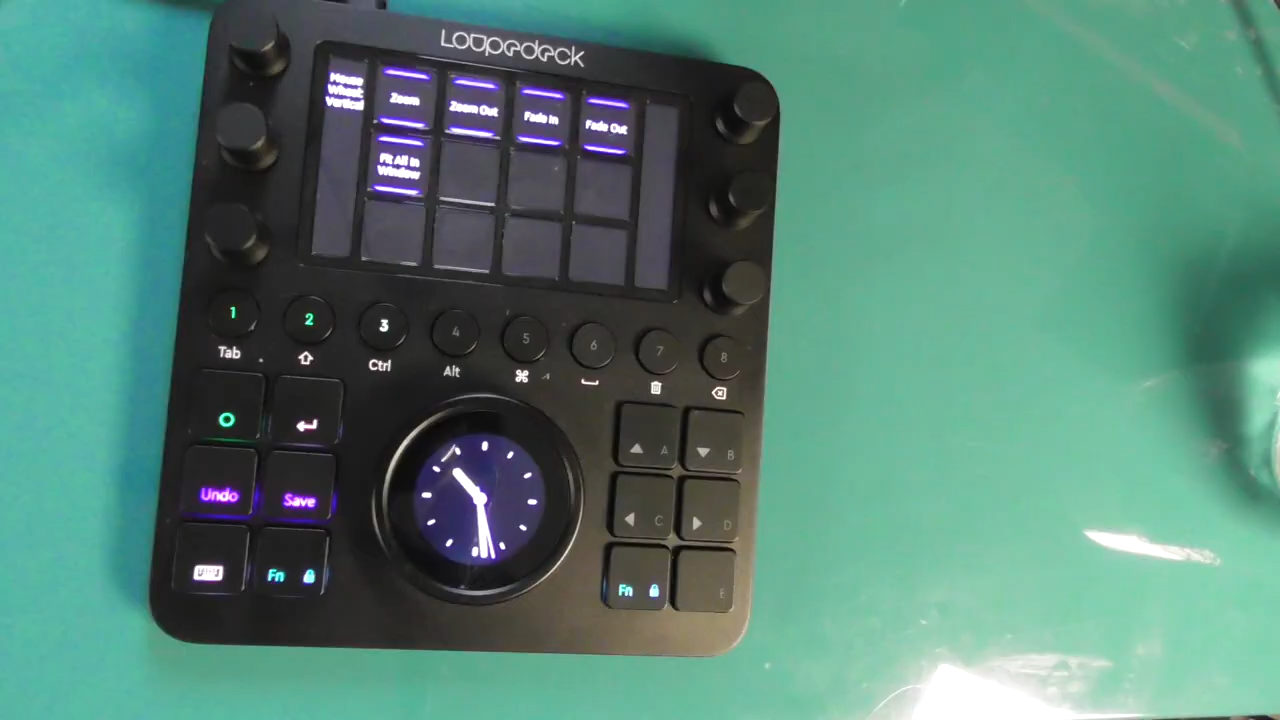 Loupedeck
Mouse
Wheel
Vertical
Zoom
Zoom Out
Fade In
Fade Out
Fit All In
Window
1 2 3 4 5 6 7 8
Tab Ctrl Alt ⌘
A B
Undo Save
C D
Fn Fn E